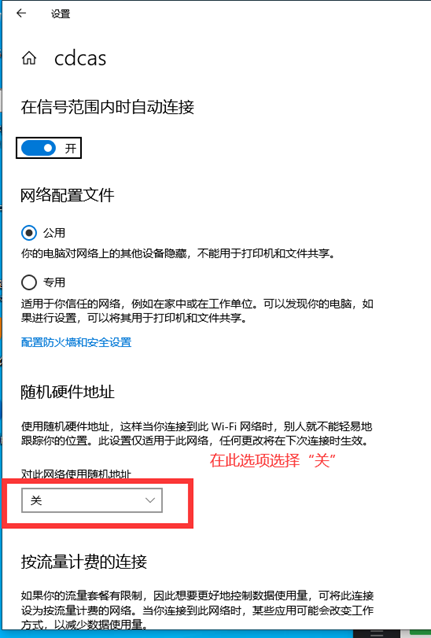 设置
cdcas
在信号范围内时自动连接
开
网络配置文件
公用
你的电脑对网络上的其他设备隐藏，不能用于打印机和文件共享。
专用
适用于你信任的网络，例如在家中或在工作单位。可以发现你的电脑，如
果进行设置，可以将其用于打印机和文件共享。
配置防火墙和安全设置
随机硬件地址
使用随机硬件地址，这样当你连接到此 Wi-Fi 网络时，别人就不能轻易地
跟踪你的位置。此设置仅适用于此网络，任何更改将在下次连接时生效。
在此选项选择“关”
对此网络使用随机地址
关
按流量计费的连接
如果你的流量套餐有限制，因此想要更好地控制数据使用量，可将此连接
设为按流量计费的网络。当你连接到此网络时，某些应用可能会改变工作
方式，以减少数据使用量。